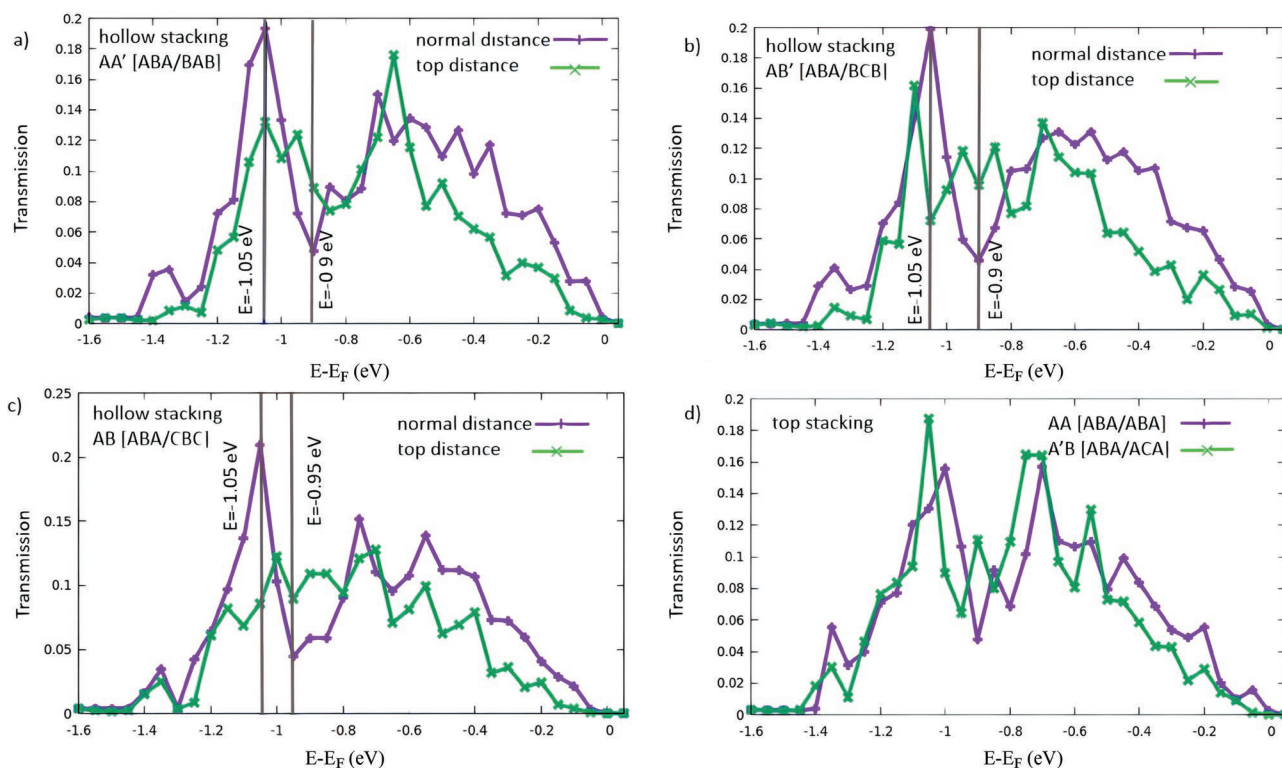 a)
hollow stacking
AA' [ABA/BAB]
normal distance
top distance
Transmission
0.2
0.18
0.16
0.14
0.12
0.1
0.08
0.06
0.04
0.02
0
E=-1.05 eV
E=-0 9 eV
-1.6 -1.4 -1.2 -1 -0.8 -0.6 -0.4 -0.2 0
E-EF (eV)
b)
hollow stacking
AB' [ABA/BCB]
normal distance
top distance
Transmission
0.2
0.18
0.16
0.14
0.12
0.1
0.08
0.06
0.04
0.02
0
E=-1.05 eV
E=-0.9 eV
-1.6 -1.4 -1.2 -1 -0.8 -0.6 -0.4 -0.2 0
E-EF (eV)
c)
hollow stacking
AB [ABA/CBC]
normal distance
top distance
Transmission
0.25
0.2
0.15
0.1
0.05
0
E=-1.05 eV
E=-0.95 eV
-1.6 -1.4 -1.2 -1 -0.8 -0.6 -0.4 -0.2 0
E-EF (eV)
d)
top stacking
AA [ABA/ABA]
A'B [ABA/ACA]
Transmission
0.2
0.18
0.16
0.14
0.12
0.1
0.08
0.06
0.04
0.02
0
-1.6 -1.4 -1.2 -1 -0.8 -0.6 -0.4 -0.2 0
E-EF (eV)